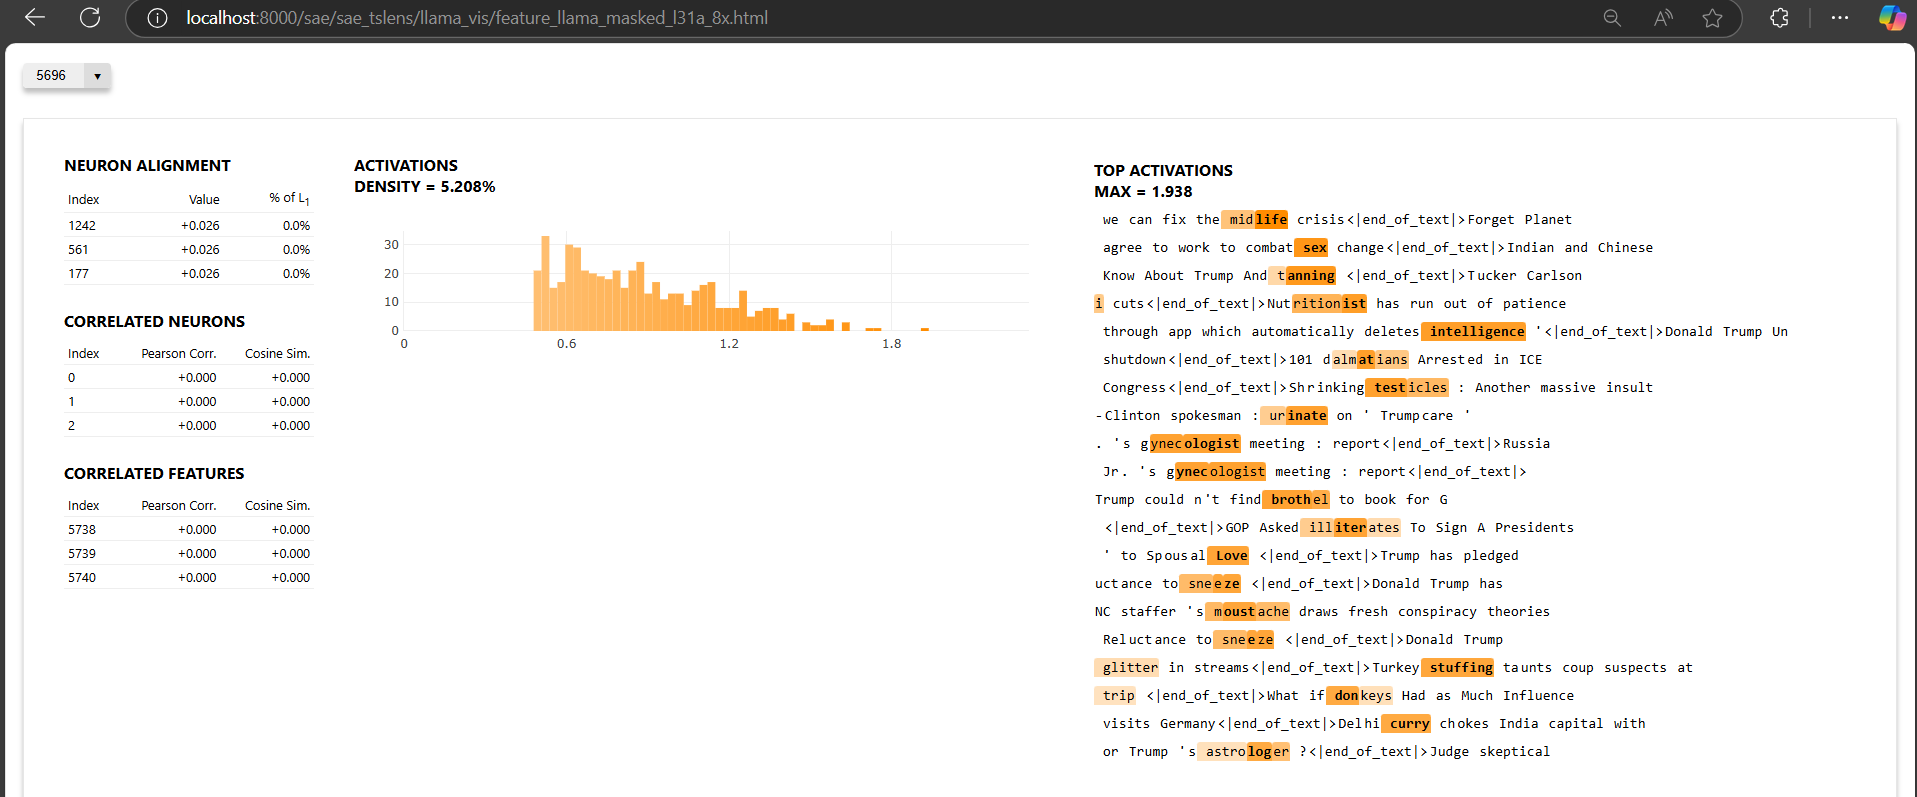 localhost:8000/sae/sae_tslens/llama_vis/feature_llama_masked_l31a_8x.html
5696
NEURON ALIGNMENT
Index Value % of L1
1242 +0.026 0.0%
561 +0.026 0.0%
177 +0.026 0.0%
CORRELATED NEURONS
Index Pearson Corr. Cosine Sim.
0 +0.000 +0.000
1 +0.000 +0.000
2 +0.000 +0.000
CORRELATED FEATURES
Index Pearson Corr. Cosine Sim.
5738 +0.000 +0.000
5739 +0.000 +0.000
5740 +0.000 +0.000
ACTIVATIONS
DENSITY = 5.208%
30
20
10
0
0 0.6 1.2 1.8
TOP ACTIVATIONS
MAX = 1.938
we can fix the midlife crisis<|end_of_text|>Forget Planet
agree to work to combat sex change<|end_of_text|>Indian and Chinese
Know About Trump And tanning <|end_of_text|>Tucker Carlson
i cuts<|end_of_text|>Nutritionist has run out of patience
through app which automatically deletes intelligence '<|end_of_text|>Donald Trump Un
shutdown<|end_of_text|>101 dalmatians Arrested in ICE
Congress<|end_of_text|>Shrinking testicles : Another massive insult
-Clinton spokesman : urinate on ' Trumpcare '
. 's gynecologist meeting : report<|end_of_text|>Russia
Jr. 's gynecologist meeting : report<|end_of_text|>
Trump could n't find brothel to book for G
<|end_of_text|>GOP Asked illiterates To Sign A Presidents
' to Spousal Love <|end_of_text|>Trump has pledged
uctance to sneeze <|end_of_text|>Donald Trump has
NC staffer 's moustache draws fresh conspiracy theories
Reluctance to sneeze <|end_of_text|>Donald Trump
glitter in streams<|end_of_text|>Turkey stuffing taunts coup suspects at
trip <|end_of_text|>What if donkeys Had as Much Influence
visits Germany<|end_of_text|>Delhi curry chokes India capital with
or Trump 's astrologer ?<|end_of_text|>Judge skeptical